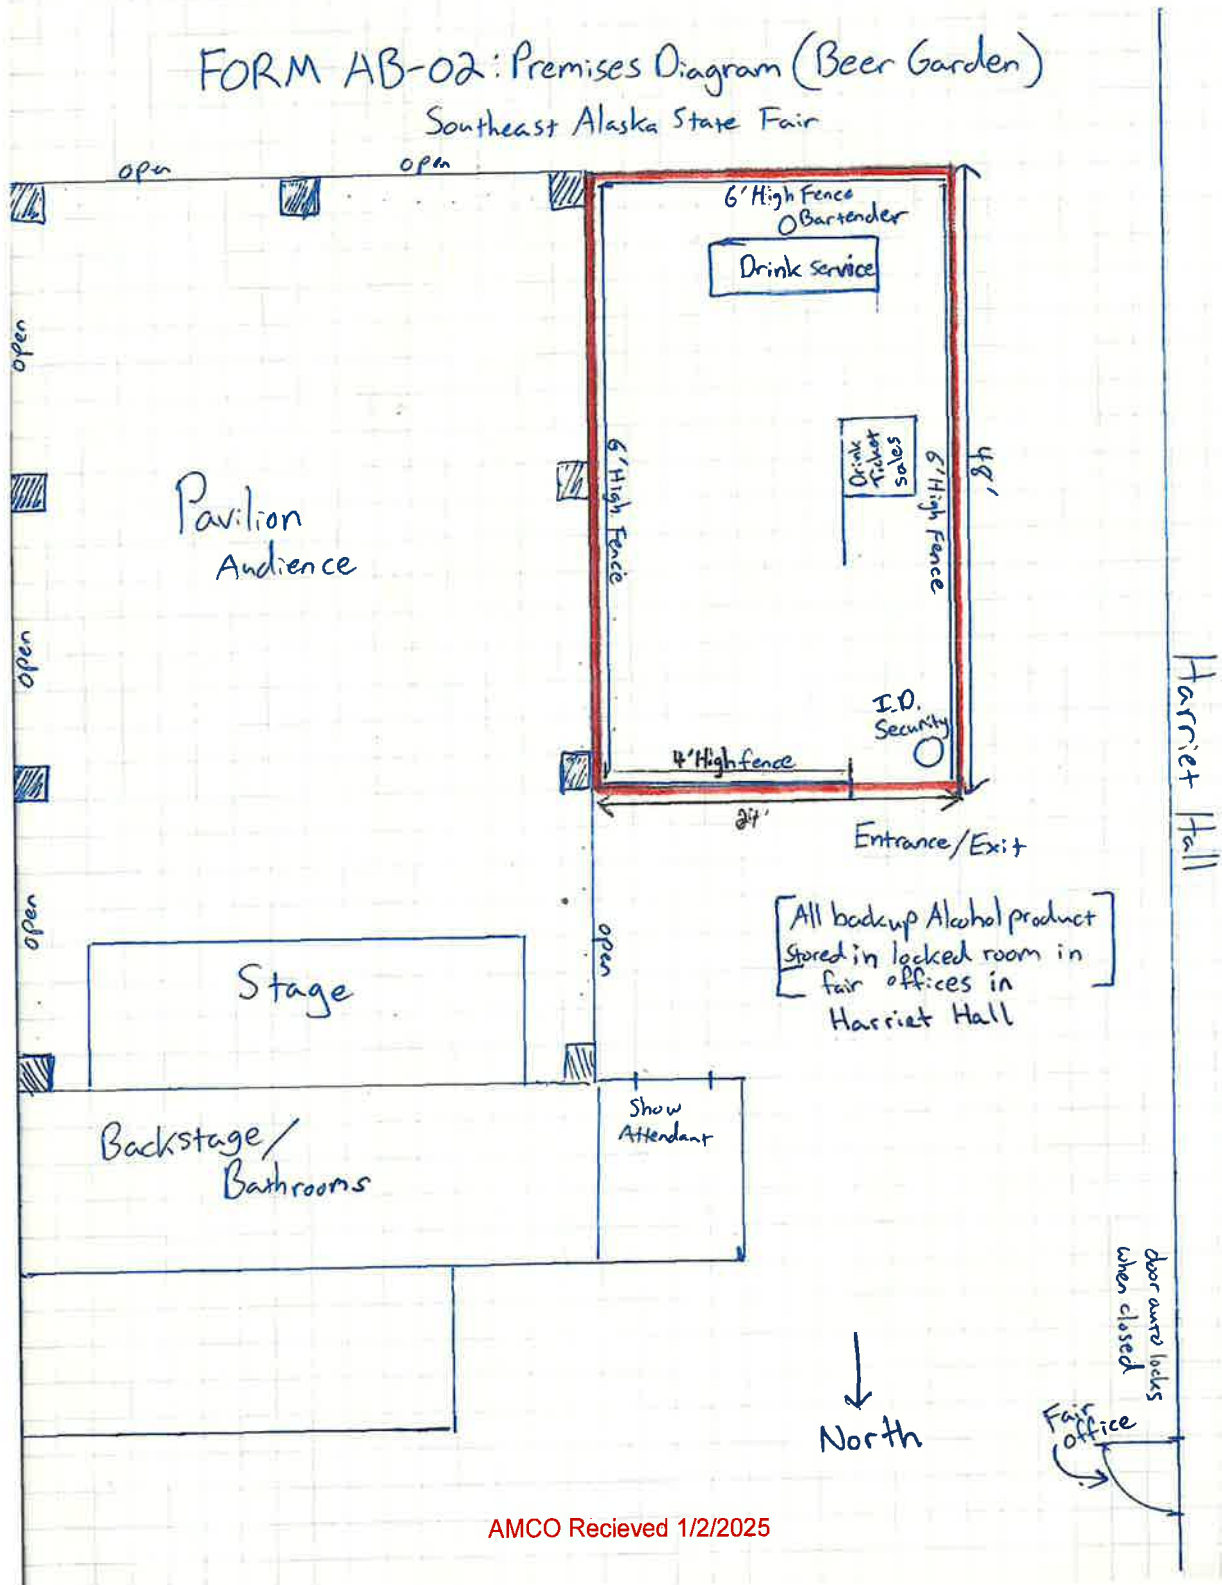 FORM AB-02: Premises Diagram (Beer Garden)
Southeast Alaska State Fair
open
open
6' High Fence
Bartender
Drink service
open
6' High Fence
Drink
Ticket
Sales
6' High Fence
48'
Pavilion
Audience
open
I.D.
Security
4' High fence
24'
Entrance/Exit
Harriet Hall
open
open
[All backup Alcohol product
stored in locked room in
fair offices in
Harriet Hall]
Stage
Show
Attendant
Backstage/
Bathrooms
door auto locks
when closed
Fair
office
North
AMCO Recieved 1/2/2025